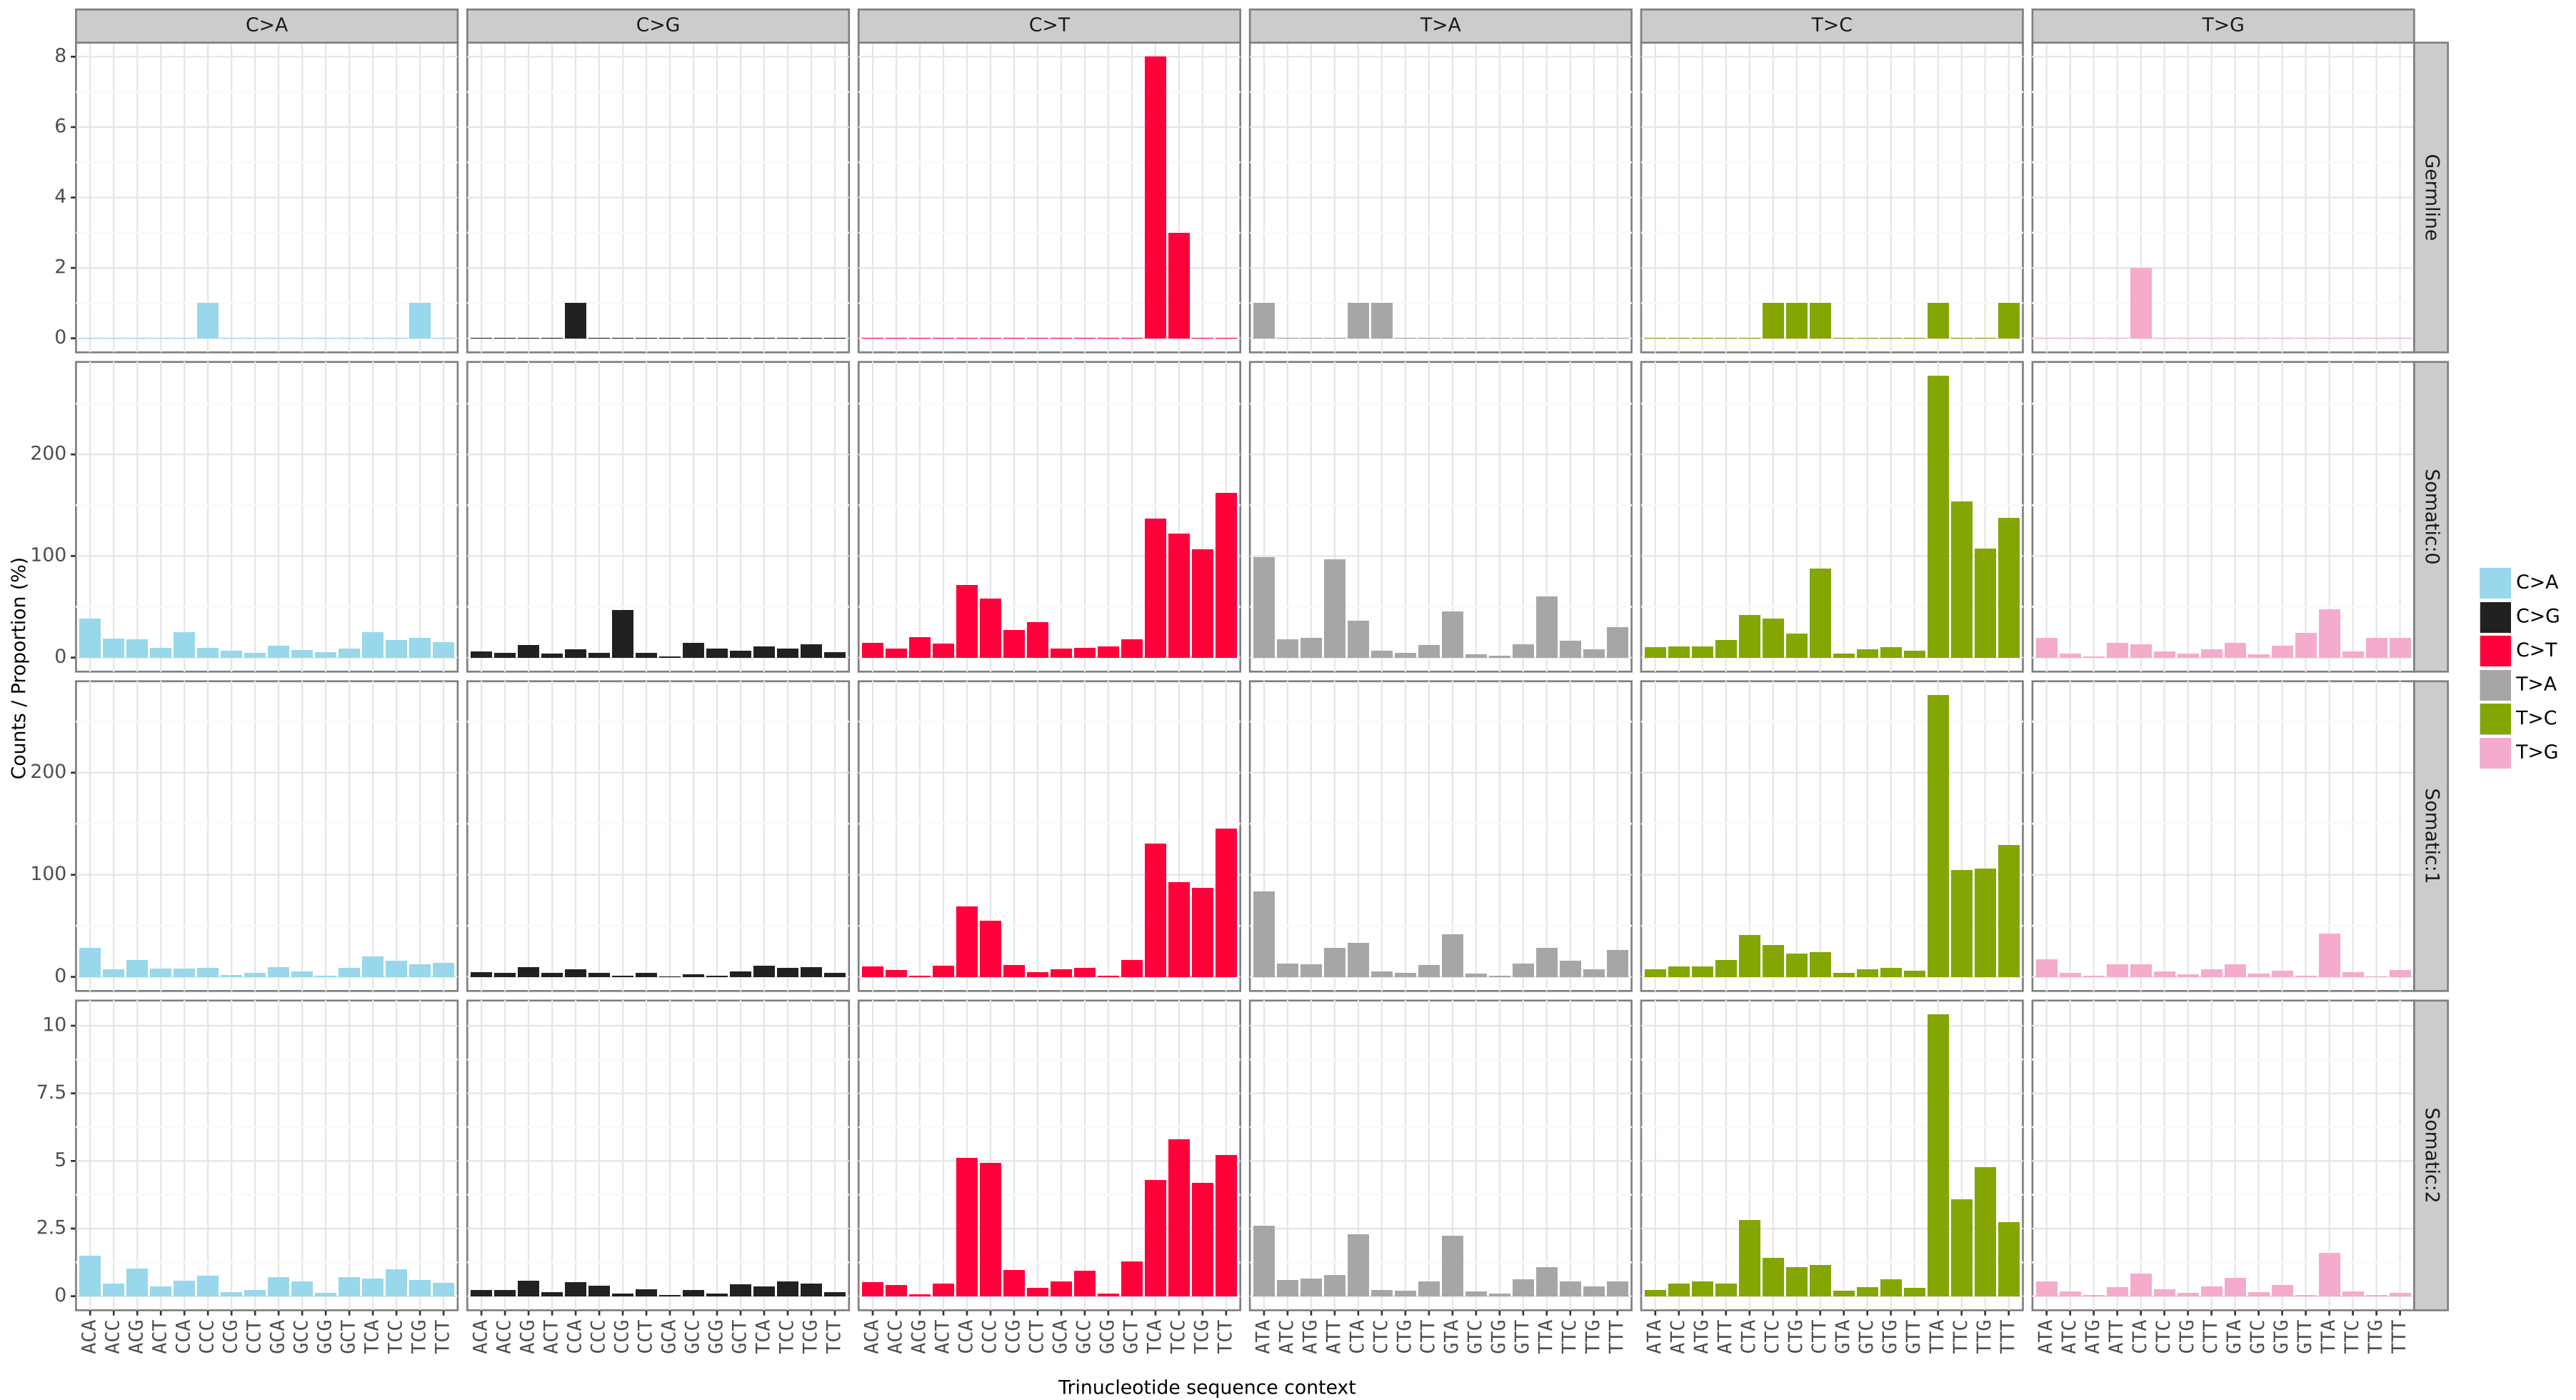 C>A C>G C>T T>A T>C T>G
8
6
4
2
0
Germline
200
100
0
Somatic:0
200
100
0
Somatic:1
10
7.5
5
2.5
0
Somatic:2
Counts / Proportion (%)
C>A
C>G
C>T
T>A
T>C
T>G
ACA ACC ACG ACT CCA CCC CCG CCT GCA GCC GCG GCT TCA TCC TCG TCT ACA ACC ACG ACT CCA CCC CCG CCT GCA GCC GCG GCT TCA TCC TCG TCT ACA ACC ACG ACT CCA CCC CCG CCT GCA GCC GCG GCT TCA TCC TCG TCT ATA ATC ATG ATT CTA CTC CTG CTT GTA GTC GTG GTT TTA TTC TTG TTT ATA ATC ATG ATT CTA CTC CTG CTT GTA GTC GTG GTT TTA TTC TTG TTT ATA ATC ATG ATT CTA CTC CTG CTT GTA GTC GTG GTT TTA TTC TTG TTT
Trinucleotide sequence context